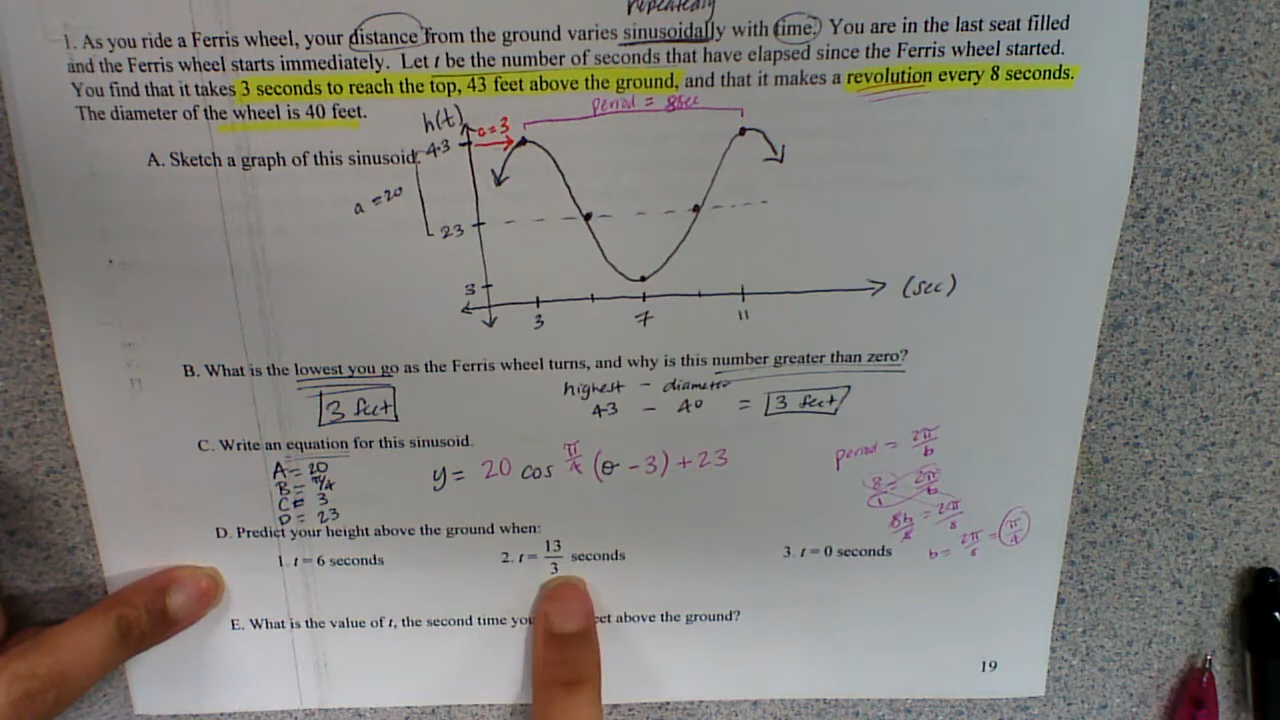 repeatedly
1. As you ride a Ferris wheel, your distance from the ground varies sinusoidally with time. You are in the last seat filled
and the Ferris wheel starts immediately. Let t be the number of seconds that have elapsed since the Ferris wheel started.
You find that it takes 3 seconds to reach the top, 43 feet above the ground, and that it makes a revolution every 8 seconds.
The diameter of the wheel is 40 feet.
period = 8sec
h(t)
c=3
A. Sketch a graph of this sinusoid.
43
a=20
23
3
3 7 11
(sec)
B. What is the lowest you go as the Ferris wheel turns, and why is this number greater than zero?
3 feet
highest - diameter
43 - 40 = 3 feet
C. Write an equation for this sinusoid.
A= 20
B= π/4
C= 3
D= 23
y= 20 cos π/4 (θ -3) +23
period = 2π/b
8/1 = 2π/b
8b/8 = 2π/8
b= 2π/8 = π/4
D. Predict your height above the ground when:
1. t = 6 seconds 2. t = 13/3 seconds 3. t = 0 seconds
E. What is the value of t, the second time you eet above the ground?
19